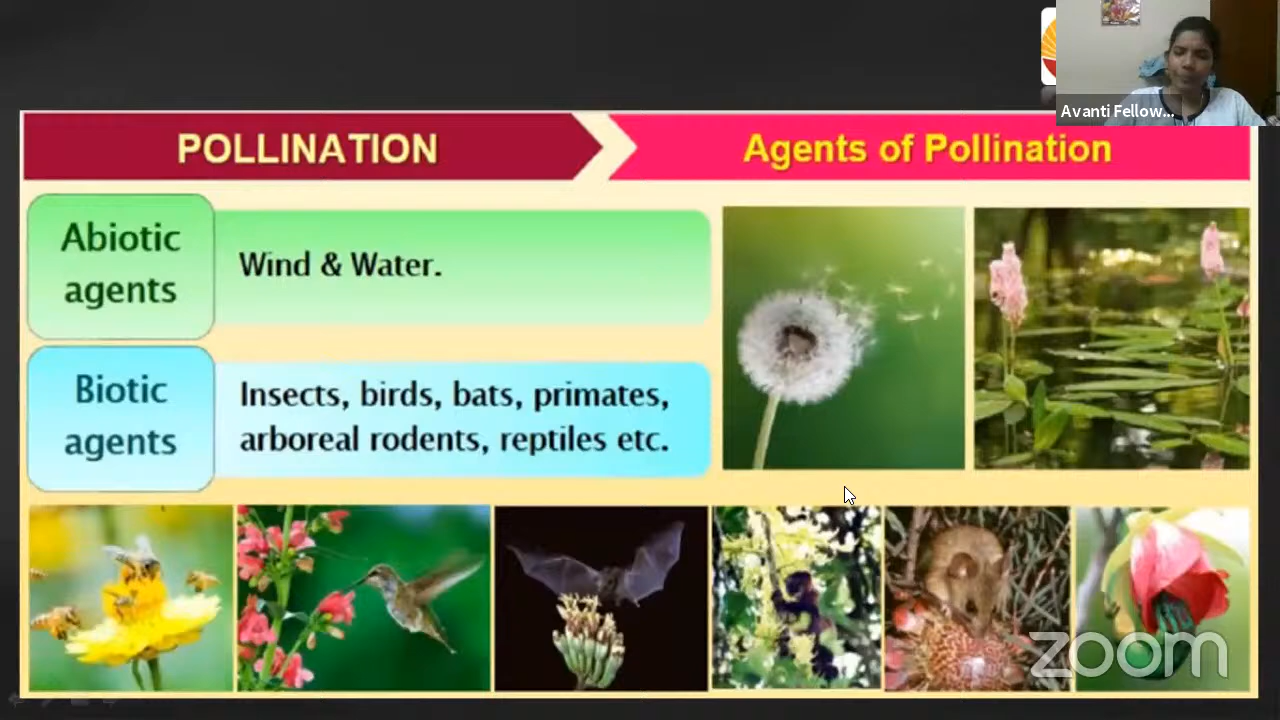 Avanti Fellow...
POLLINATION
Agents of Pollination
Abiotic
agents
Wind & Water.
Biotic
agents
Insects, birds, bats, primates,
arboreal rodents, reptiles etc.
zoom